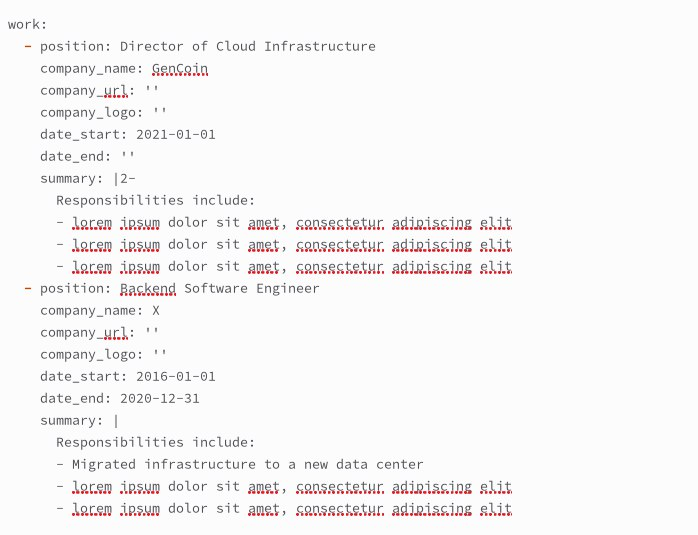 work:
  - position: Director of Cloud Infrastructure
    company_name: GenCoin
    company_url: ''
    company_logo: ''
    date_start: 2021-01-01
    date_end: ''
    summary: |2-
      Responsibilities include:
      - lorem ipsum dolor sit amet, consectetur adipiscing elit
      - lorem ipsum dolor sit amet, consectetur adipiscing elit
      - lorem ipsum dolor sit amet, consectetur adipiscing elit
  - position: Backend Software Engineer
    company_name: X
    company_url: ''
    company_logo: ''
    date_start: 2016-01-01
    date_end: 2020-12-31
    summary: |
      Responsibilities include:
      - Migrated infrastructure to a new data center
      - lorem ipsum dolor sit amet, consectetur adipiscing elit
      - lorem ipsum dolor sit amet, consectetur adipiscing elit